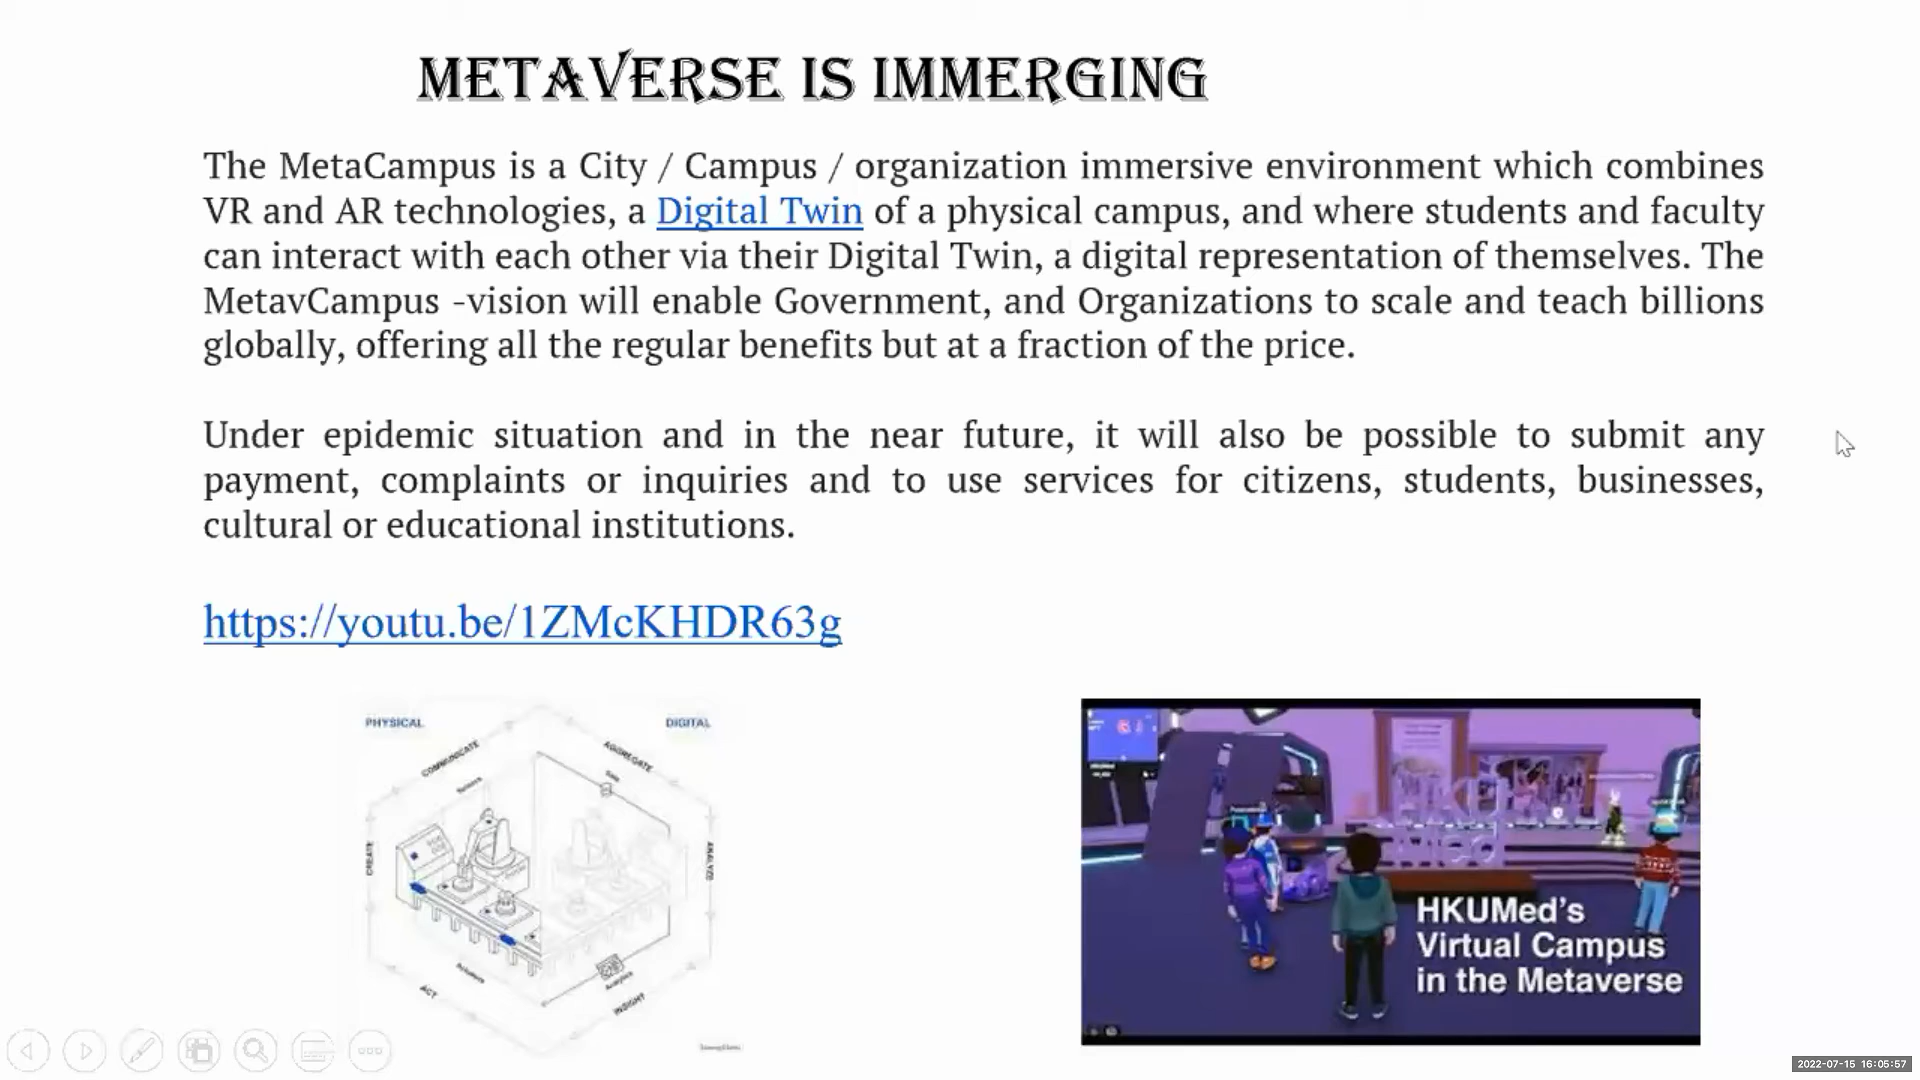 METAVERSE IS IMMERGING
The MetaCampus is a City / Campus / organization immersive environment which combines
VR and AR technologies, a Digital Twin of a physical campus, and where students and faculty
can interact with each other via their Digital Twin, a digital representation of themselves. The
MetavCampus -vision will enable Government, and Organizations to scale and teach billions
globally, offering all the regular benefits but at a fraction of the price.
Under epidemic situation and in the near future, it will also be possible to submit any
payment, complaints or inquiries and to use services for citizens, students, businesses,
cultural or educational institutions.
https://youtu.be/1ZMcKHDR63g
PHYSICAL
DIGITAL
COMMUNICATE
AGGREGATE
Sensors
Data
CREATE
ANALYZE
Actuators
Analytics
ACT
INSIGHT
HKUMed's
Virtual Campus
in the Metaverse
2022-07-15 16:05:57